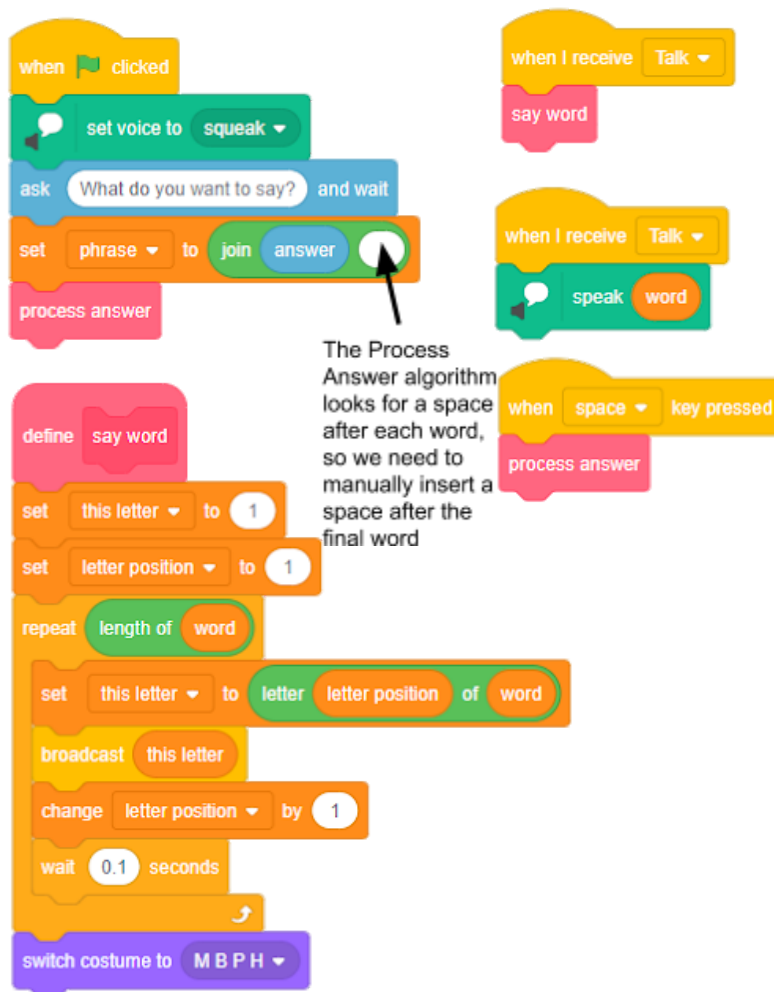 when clicked
set voice to squeak
ask What do you want to say? and wait
set phrase to join answer
process answer
The Process
Answer algorithm
looks for a space
after each word,
so we need to
manually insert a
space after the
final word
define say word
set this letter to 1
set letter position to 1
repeat length of word
set this letter to letter letter position of word
broadcast this letter
change letter position by 1
wait 0.1 seconds
switch costume to M B P H
when I receive Talk
say word
when I receive Talk
speak word
when space key pressed
process answer